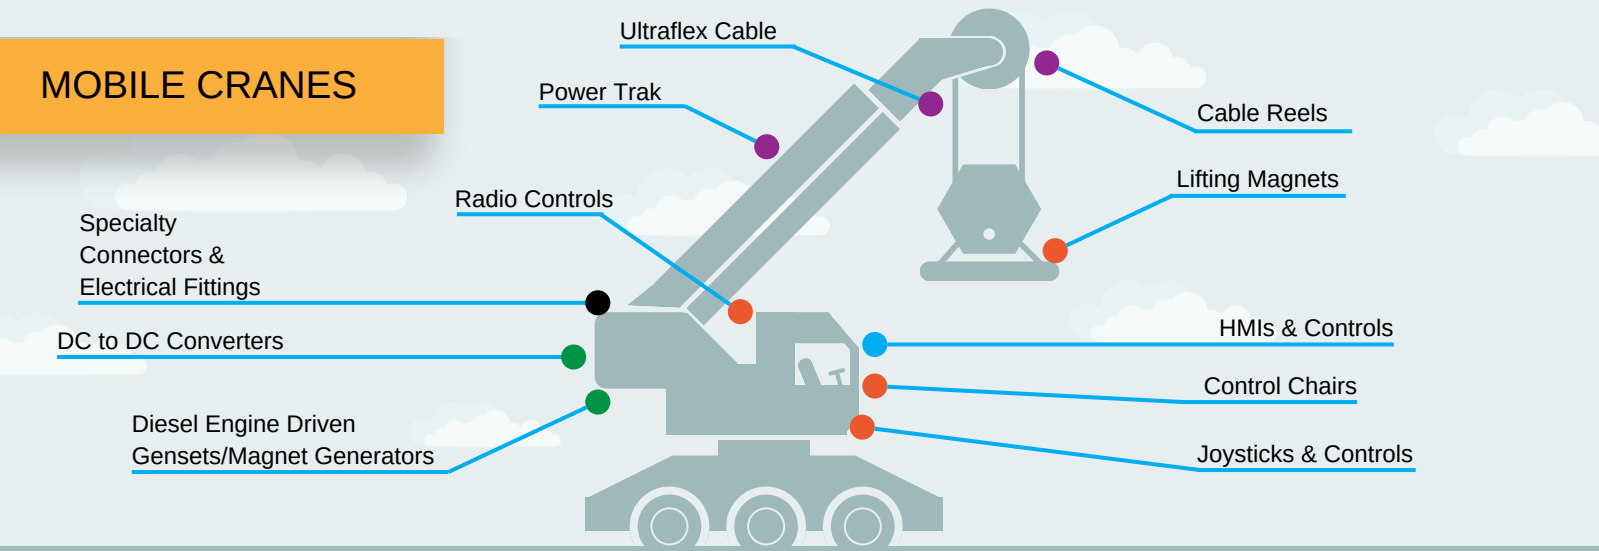 MOBILE CRANES
Ultraflex Cable
Power Trak
Cable Reels
Radio Controls
Lifting Magnets
Specialty
Connectors &
Electrical Fittings
DC to DC Converters
HMIs & Controls
Control Chairs
Diesel Engine Driven
Gensets/Magnet Generators
Joysticks & Controls